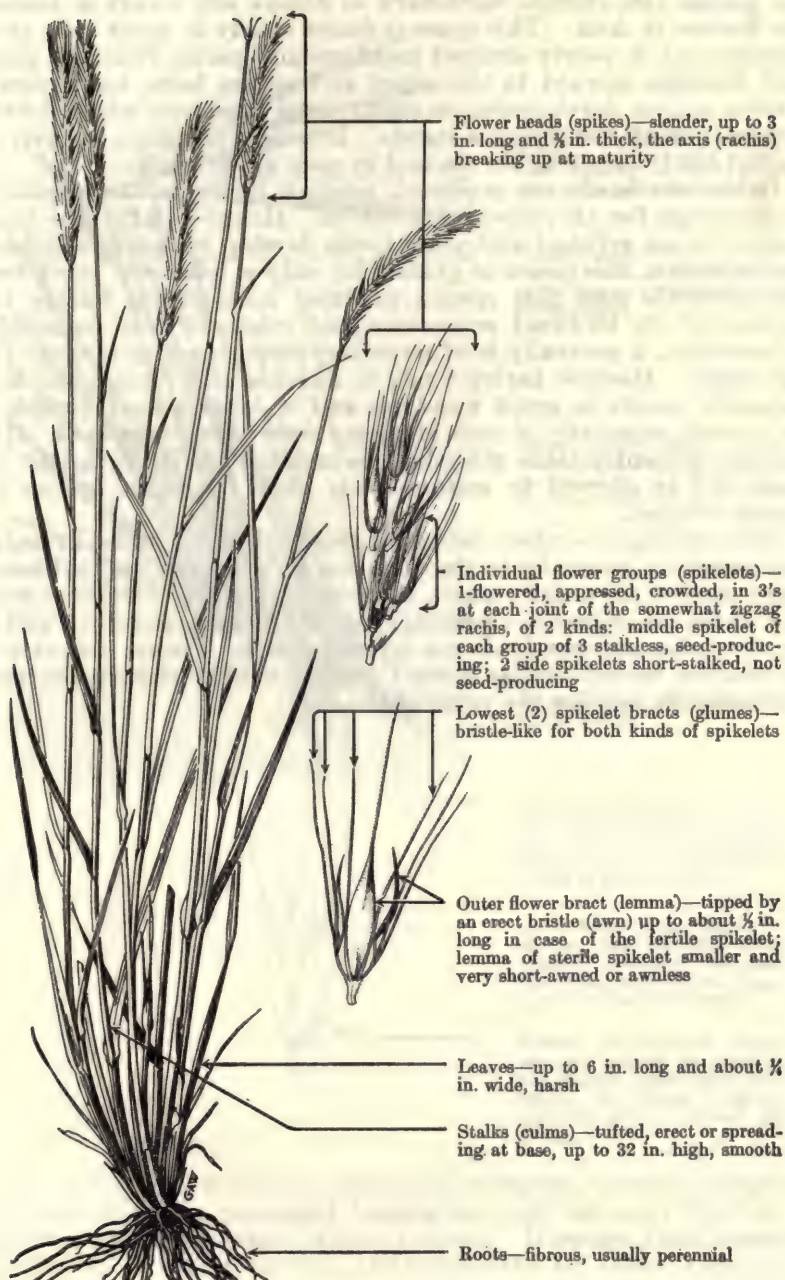 Flower heads (spikes)—slender, up to 3
in. long and ⅜ in. thick, the axis (rachis)
breaking up at maturity
Individual flower groups (spikelets)—
1-flowered, appressed, crowded, in 3's
at each joint of the somewhat zigzag
rachis, of 2 kinds: middle spikelet of
each group of 3 stalkless, seed-produc-
ing; 2 side spikelets short-stalked, not
seed-producing
Lowest (2) spikelet bracts (glumes)—
bristle-like for both kinds of spikelets
Outer flower bract (lemma)—tipped by
an erect bristle (awn) up to about ½ in.
long in case of the fertile spikelet;
lemma of sterile spikelet smaller and
very short-awned or awnless
Leaves—up to 6 in. long and about ¼
in. wide, harsh
Stalks (culms)—tufted, erect or spread-
ing at base, up to 32 in. high, smooth
GAW
Roots—fibrous, usually perennial